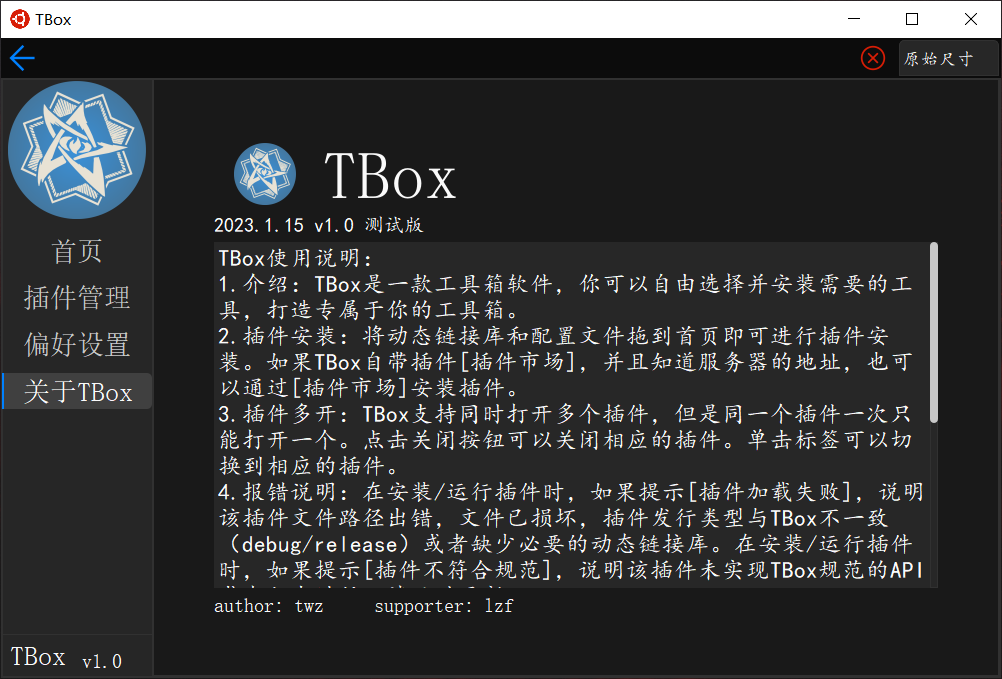 TBox
原始尺寸
首页
插件管理
偏好设置
关于TBox
TBox v1.0
TBox
2023.1.15 v1.0 测试版
TBox使用说明：
1.介绍：TBox是一款工具箱软件，你可以自由选择并安装需要的工
具，打造专属于你的工具箱。
2.插件安装：将动态链接库和配置文件拖到首页即可进行插件安
装。如果TBox自带插件[插件市场]，并且知道服务器的地址，也可
以通过[插件市场]安装插件。
3.插件多开：TBox支持同时打开多个插件，但是同一个插件一次只
能打开一个。点击关闭按钮可以关闭相应的插件。单击标签可以切
换到相应的插件。
4.报错说明：在安装/运行插件时，如果提示[插件加载失败]，说明
该插件文件路径出错，文件已损坏，插件发行类型与TBox不一致
（debug/release）或者缺少必要的动态链接库。在安装/运行插件
时，如果提示[插件不符合规范]，说明该插件未实现TBox规范的API
author: twz supporter: lzf